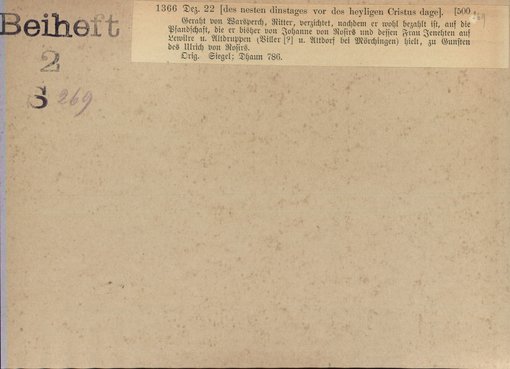 Beiheft
2
S 269
1366 Dez. 22 [des nesten dinstages vor des heyligen Cristus dage]. [500
Geraht von Warsperch, Ritter, verzichtet, nachdem er wohl bezahlt ist, auf die
Pfandschaft, die er bisher von Johanne von Rosirs und dessen Frau Jenehten auf
Lewilre u. Altdruppen (Biller [?] u. Altdorf bei Mörchingen) hielt, zu Gunsten
des Ulrich von Rosirs.
Orig. Siegel; Dhaun 786.